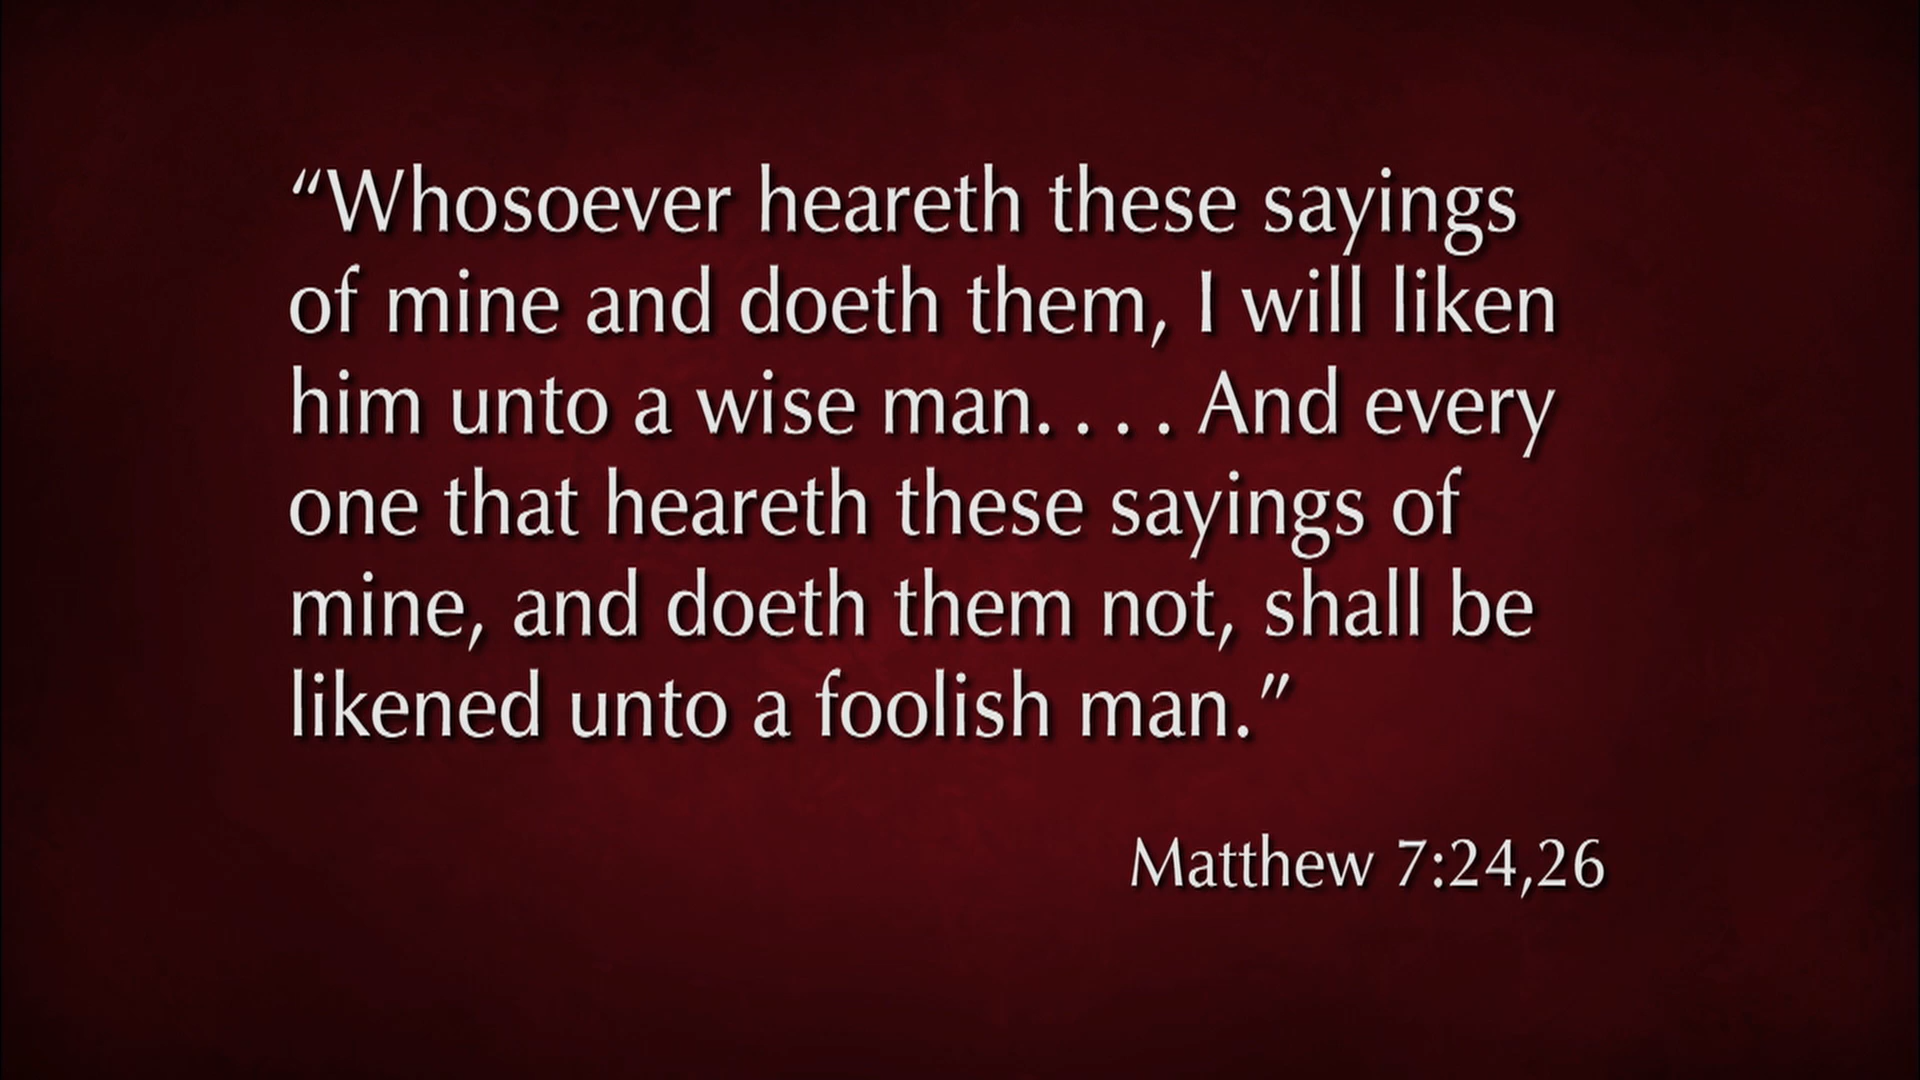 “Whosoever heareth these sayings
of mine and doeth them, I will liken
him unto a wise man. . . . And every
one that heareth these sayings of
mine, and doeth them not, shall be
likened unto a foolish man.”
Matthew 7:24,26